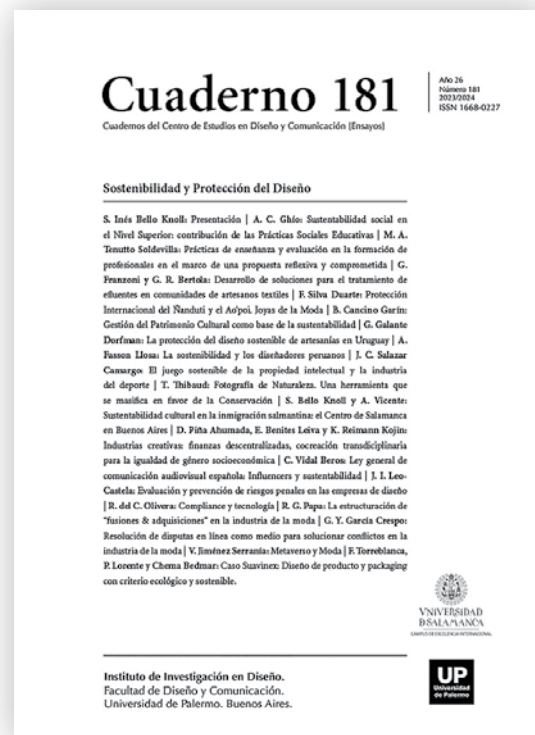 Cuaderno 181
Cuadernos del Centro de Estudios en Diseño y Comunicación [Ensayos]
Año 26
Número 181
2023/2024
ISSN 1668-0227
Sostenibilidad y Protección del Diseño
S. Inés Bello Knoll: Presentación | A. C. Ghio: Sustentabilidad social en
el Nivel Superior: contribución de las Prácticas Sociales Educativas | M. A.
Tenutto Soldevilla: Prácticas de enseñanza y evaluación en la formación de
profesionales en el marco de una propuesta reflexiva y comprometida | G.
Franzoni y G. R. Bertola: Desarrollo de soluciones para el tratamiento de
efluentes en comunidades de artesanos textiles | F. Silva Duarte: Protección
Internacional del Ñanduti y el Ao'poi. Joyas de la Moda | B. Cancino Garín:
Gestión del Patrimonio Cultural como base de la sustentabilidad | G. Galante
Dorfman: La protección del diseño sostenible de artesanías en Uruguay | A.
Fasson Llosa: La sostenibilidad y los diseñadores peruanos | J. C. Salazar
Camargo: El juego sostenible de la propiedad intelectual y la industria
del deporte | T. Thibaud: Fotografía de Naturaleza. Una herramienta que
se masifica en favor de la Conservación | S. Bello Knoll y A. Vicente:
Sustentabilidad cultural en la inmigración salmantina: el Centro de Salamanca
en Buenos Aires | D. Piña Ahumada, E. Benites Leiva y K. Reimann Kojin:
Industrias creativas: finanzas descentralizadas, cocreación transdiciplinaria
para la igualdad de género socioeconómica | C. Vidal Beros: Ley general de
comunicación audiovisual española: Influencers y sustentabilidad | J. I. Leo-
Castela: Evaluación y prevención de riesgos penales en las empresas de diseño
| R. del C. Olivera: Compliance y tecnología | R. G. Papa: La estructuración de
"fusiones & adquisiciones" en la industria de la moda | G. Y. García Crespo:
Resolución de disputas en línea como medio para solucionar conflictos en la
industria de la moda | V. Jiménez Serranía: Metaverso y Moda | F. Torreblanca,
P. Lorente y Chema Bedmar: Caso Suavinex: Diseño de producto y packaging
con criterio ecológico y sostenible.
VNiVERSiDAD
D SALAMANCA
CAMPUS DE EXCELENCIA INTERNACIONAL
Instituto de Investigación en Diseño.
Facultad de Diseño y Comunicación.
Universidad de Palermo. Buenos Aires.
UP
Universidad
de Palermo